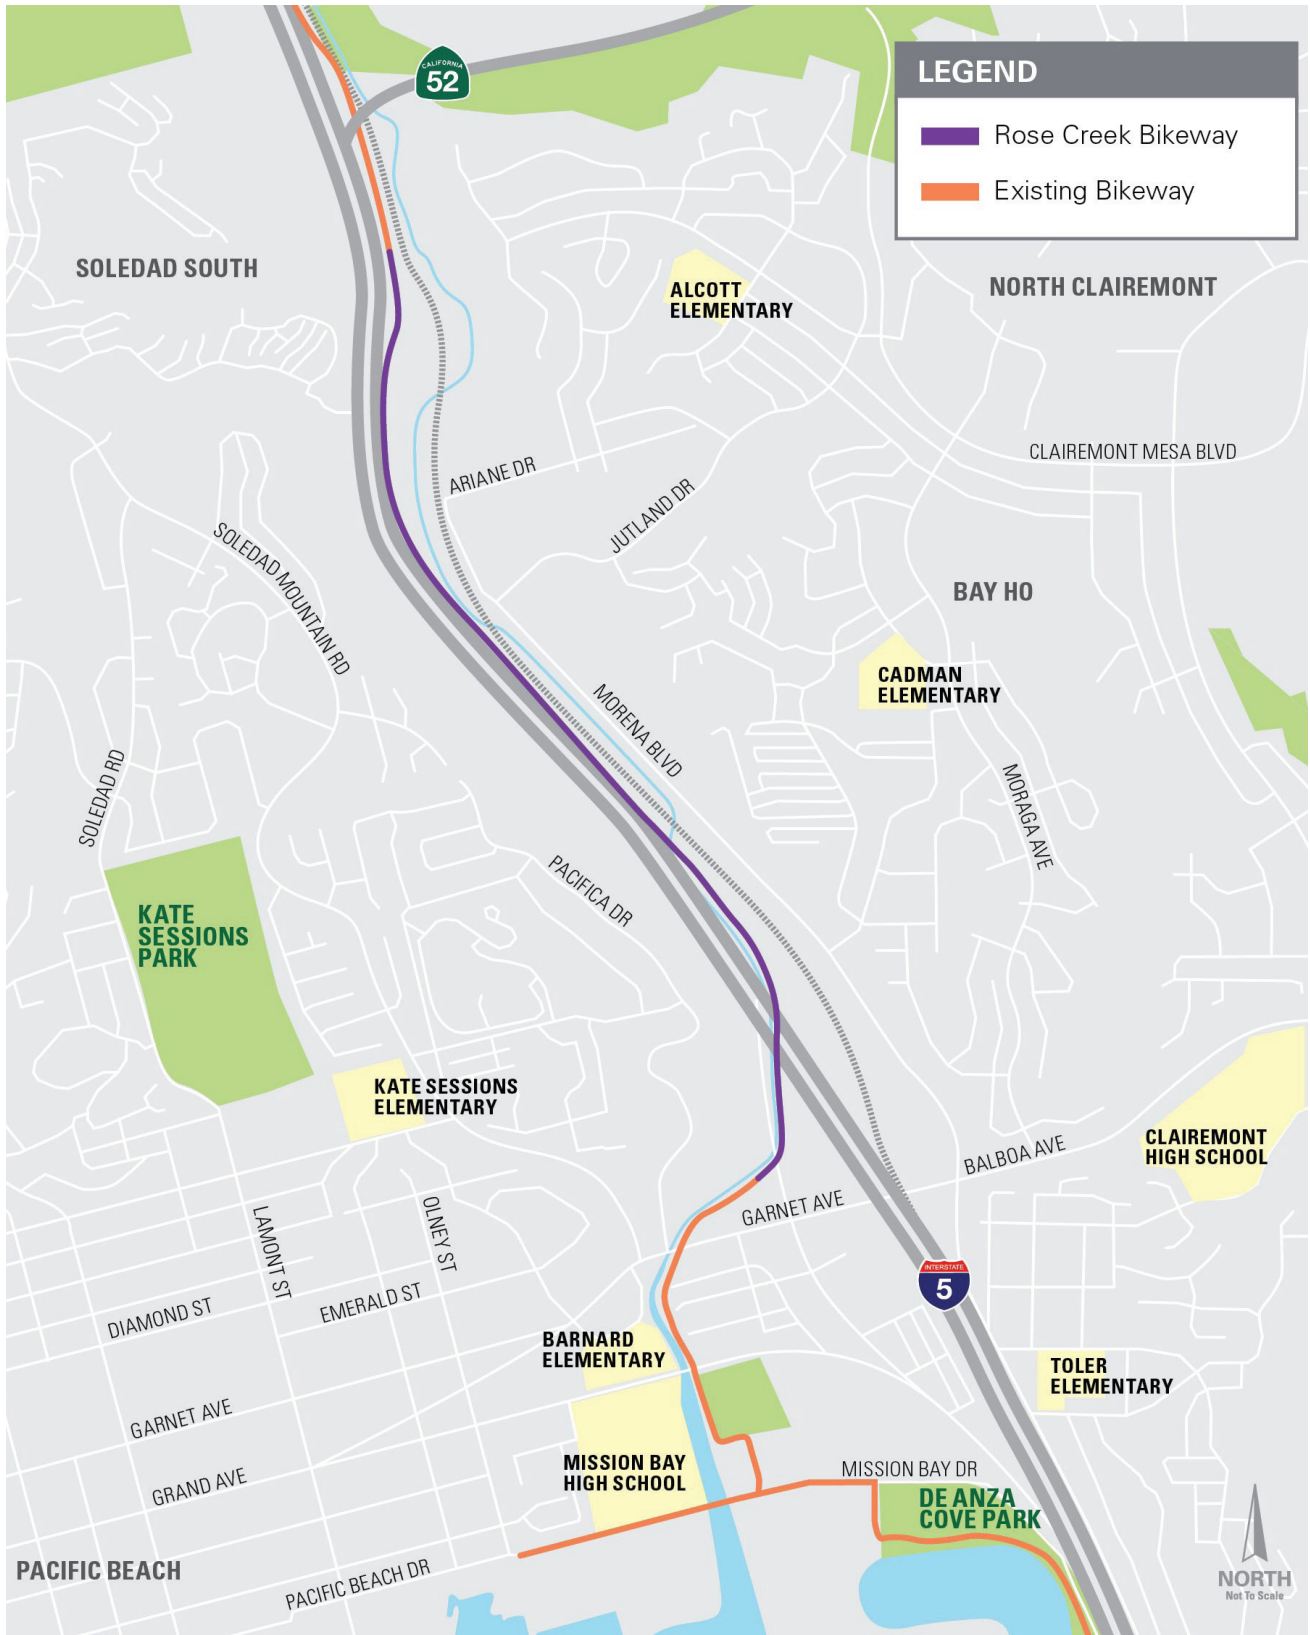 CALIFORNIA
52
LEGEND
Rose Creek Bikeway
Existing Bikeway
SOLEDAD SOUTH
ALCOTT
ELEMENTARY
NORTH CLAIREMONT
CLAIREMONT MESA BLVD
ARIANE DR
JUTLAND DR
SOLEDAD MOUNTAIN RD
BAY HO
CADMAN
ELEMENTARY
MORENA BLVD
SOLEDAD RD
MORAGA AVE
PACIFICA DR
KATE
SESSIONS
PARK
KATE SESSIONS
ELEMENTARY
CLAIREMONT
HIGH SCHOOL
BALBOA AVE
GARNET AVE
LAMONT ST
OLNEY ST
INTERSTATE
5
DIAMOND ST
EMERALD ST
BARNARD
ELEMENTARY
TOLER
ELEMENTARY
GARNET AVE
GRAND AVE
MISSION BAY
HIGH SCHOOL
MISSION BAY DR
DE ANZA
COVE PARK
PACIFIC BEACH
PACIFIC BEACH DR
NORTH
Not To Scale